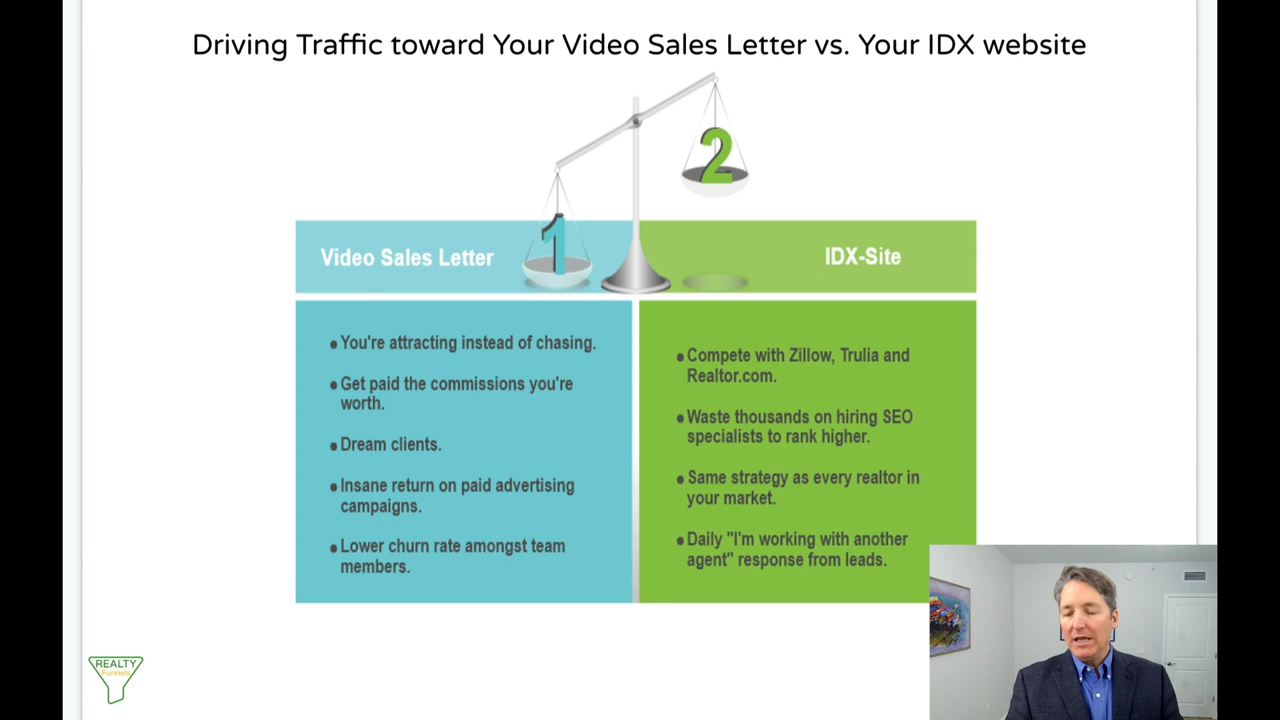 Driving Traffic toward Your Video Sales Letter vs. Your IDX website
2
1
Video Sales Letter
IDX-Site
• You're attracting instead of chasing.
• Get paid the commissions you're
worth.
• Dream clients.
• Insane return on paid advertising
campaigns.
• Lower churn rate amongst team
members.
• Compete with Zillow, Trulia and
Realtor.com.
• Waste thousands on hiring SEO
specialists to rank higher.
• Same strategy as every realtor in
your market.
• Daily "I'm working with another
agent" response from leads.
REALTY
Funnels